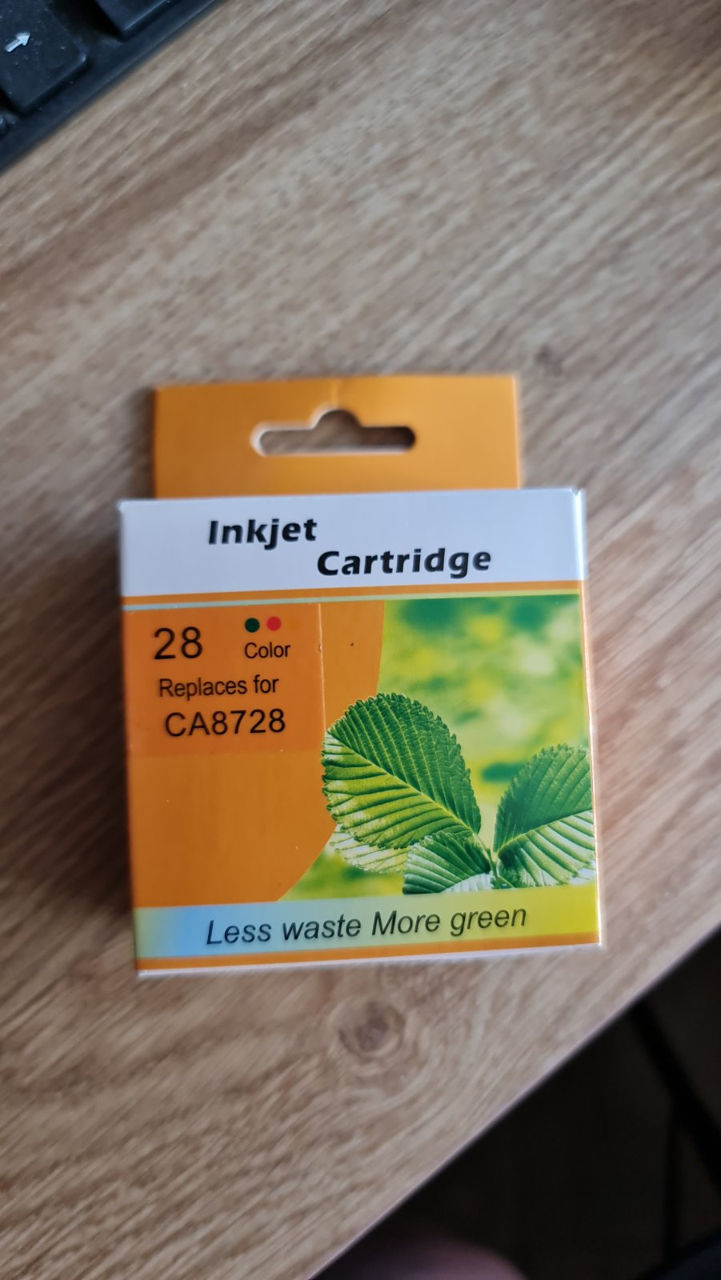 Inkjet
Cartridge
28
Color
Replaces for
CA8728
Less waste More green